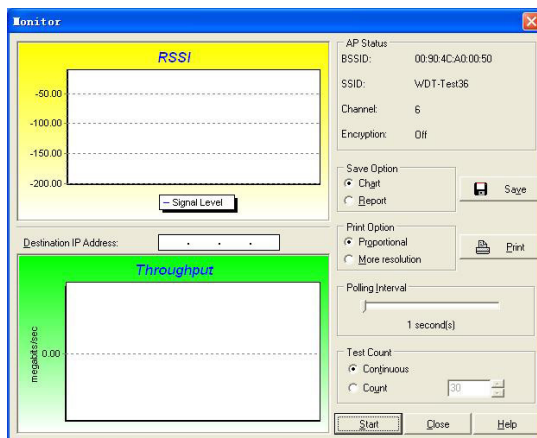 Monitor
RSSI
-50.00
-100.00
-150.00
-200.00
Signal Level
Destination IP Address: . . .
Throughput
megabits/sec
0.00
AP Status
BSSID: 00:90:4C:A0:00:50
SSID: WDT-Test36
Channel: 6
Encryption: Off
Save Option
Chart
Report
Save
Print Option
Proportional
More resolution
Print
Polling Interval
1 second(s)
Test Count
Continuous
Count 30
Start Close Help